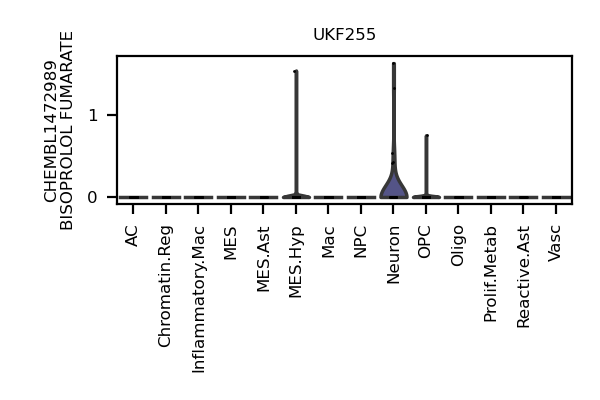 UKF255
CHEMBL1472989
BISOPROLOL FUMARATE
1
0
AC
Chromatin.Reg
Inflammatory.Mac
MES
MES.Ast
MES.Hyp
Mac
NPC
Neuron
OPC
Oligo
Prolif.Metab
Reactive.Ast
Vasc